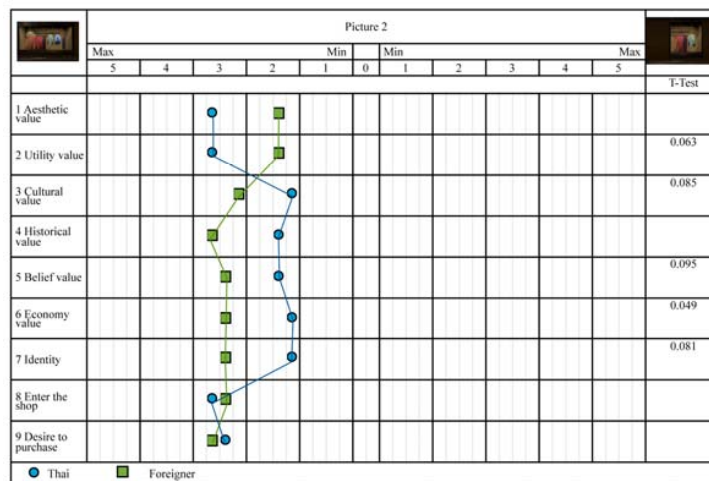 Picture 2
Max Min Min Max
5 4 3 2 1 0 1 2 3 4 5
T-Test
1 Aesthetic
value
2 Utility value 0.063
3 Cultural 0.085
value
4 Historical
value
5 Belief value 0.095
6 Economy 0.049
value
7 Identity 0.081
8 Enter the
shop
9 Desire to
purchase
Thai Foreigner